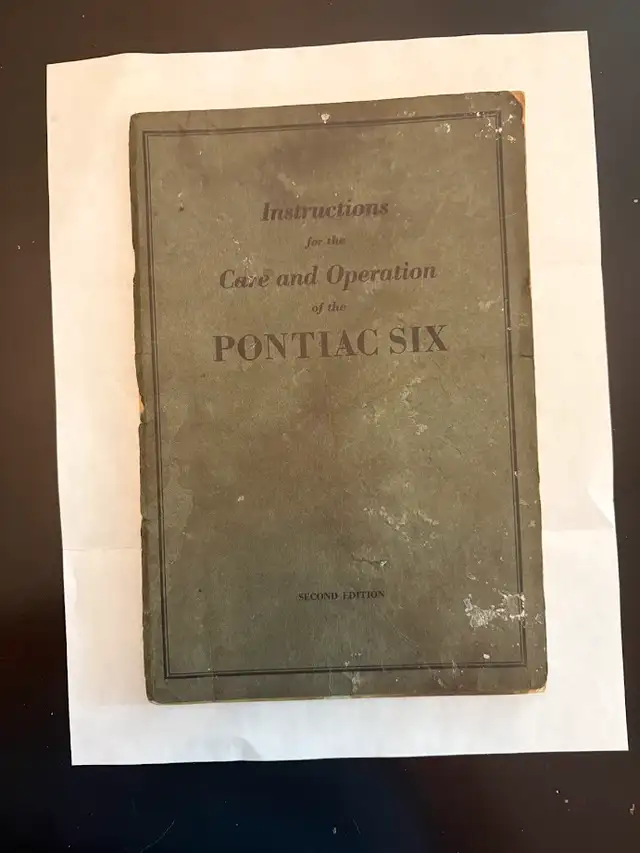 Instructions
for the
Care and Operation
of the
PONTIAC SIX
SECOND EDITION